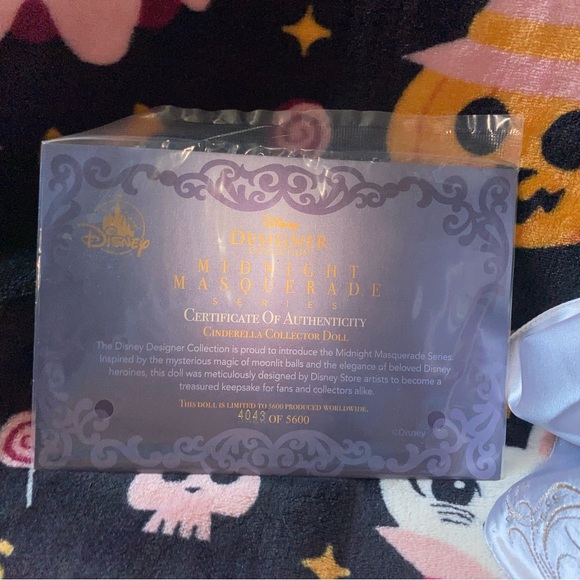 Disney
Disney
DESIGNER
COLLECTION
MIDNIGHT
MASQUERADE
SERIES
CERTIFICATE OF AUTHENTICITY
CINDERELLA COLLECTOR DOLL
The Disney Designer Collection is proud to introduce the Midnight Masquerade Series.
Inspired by the mysterious magic of moonlit balls and the elegance of beloved Disney
heroines, this doll was meticulously designed by Disney Store artists to become a
treasured keepsake for fans and collectors alike.
THIS DOLL IS LIMITED TO 5600 PRODUCED WORLDWIDE.
4043 OF 5600
©Disney